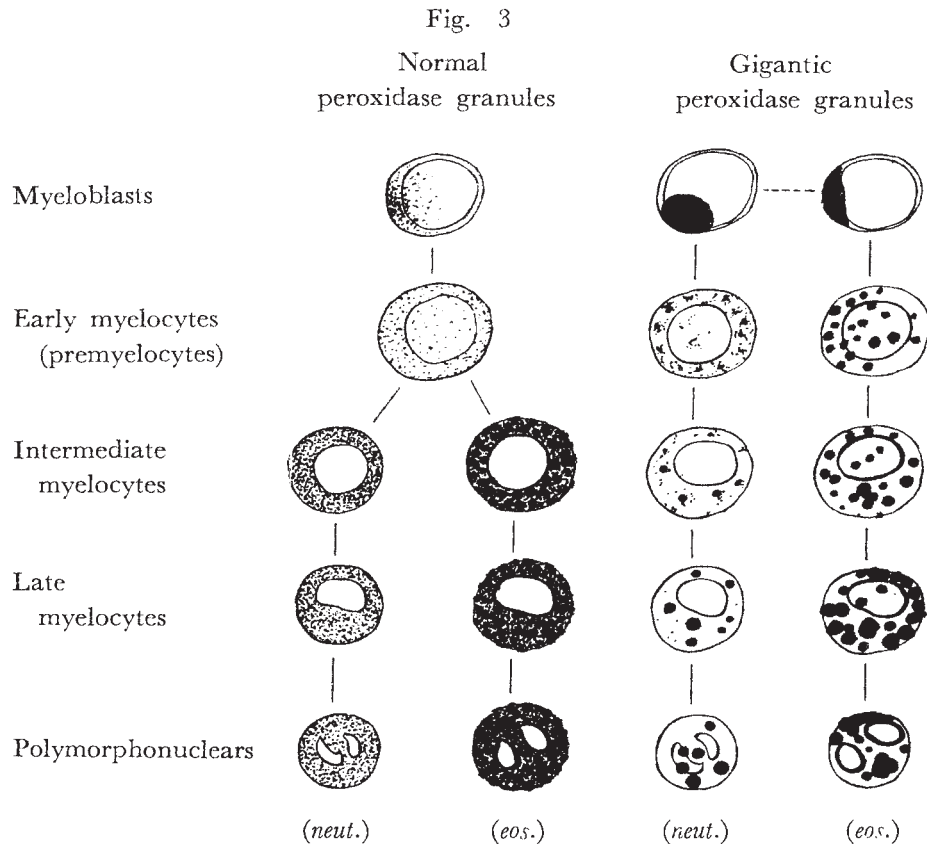 Fig. 3
Normal
peroxidase granules
Gigantic
peroxidase granules
Myeloblasts
Early myelocytes
(premyelocytes)
Intermediate
myelocytes
Late
myelocytes
Polymorphonuclears
(neut.) (eos.) (neut.) (eos.)